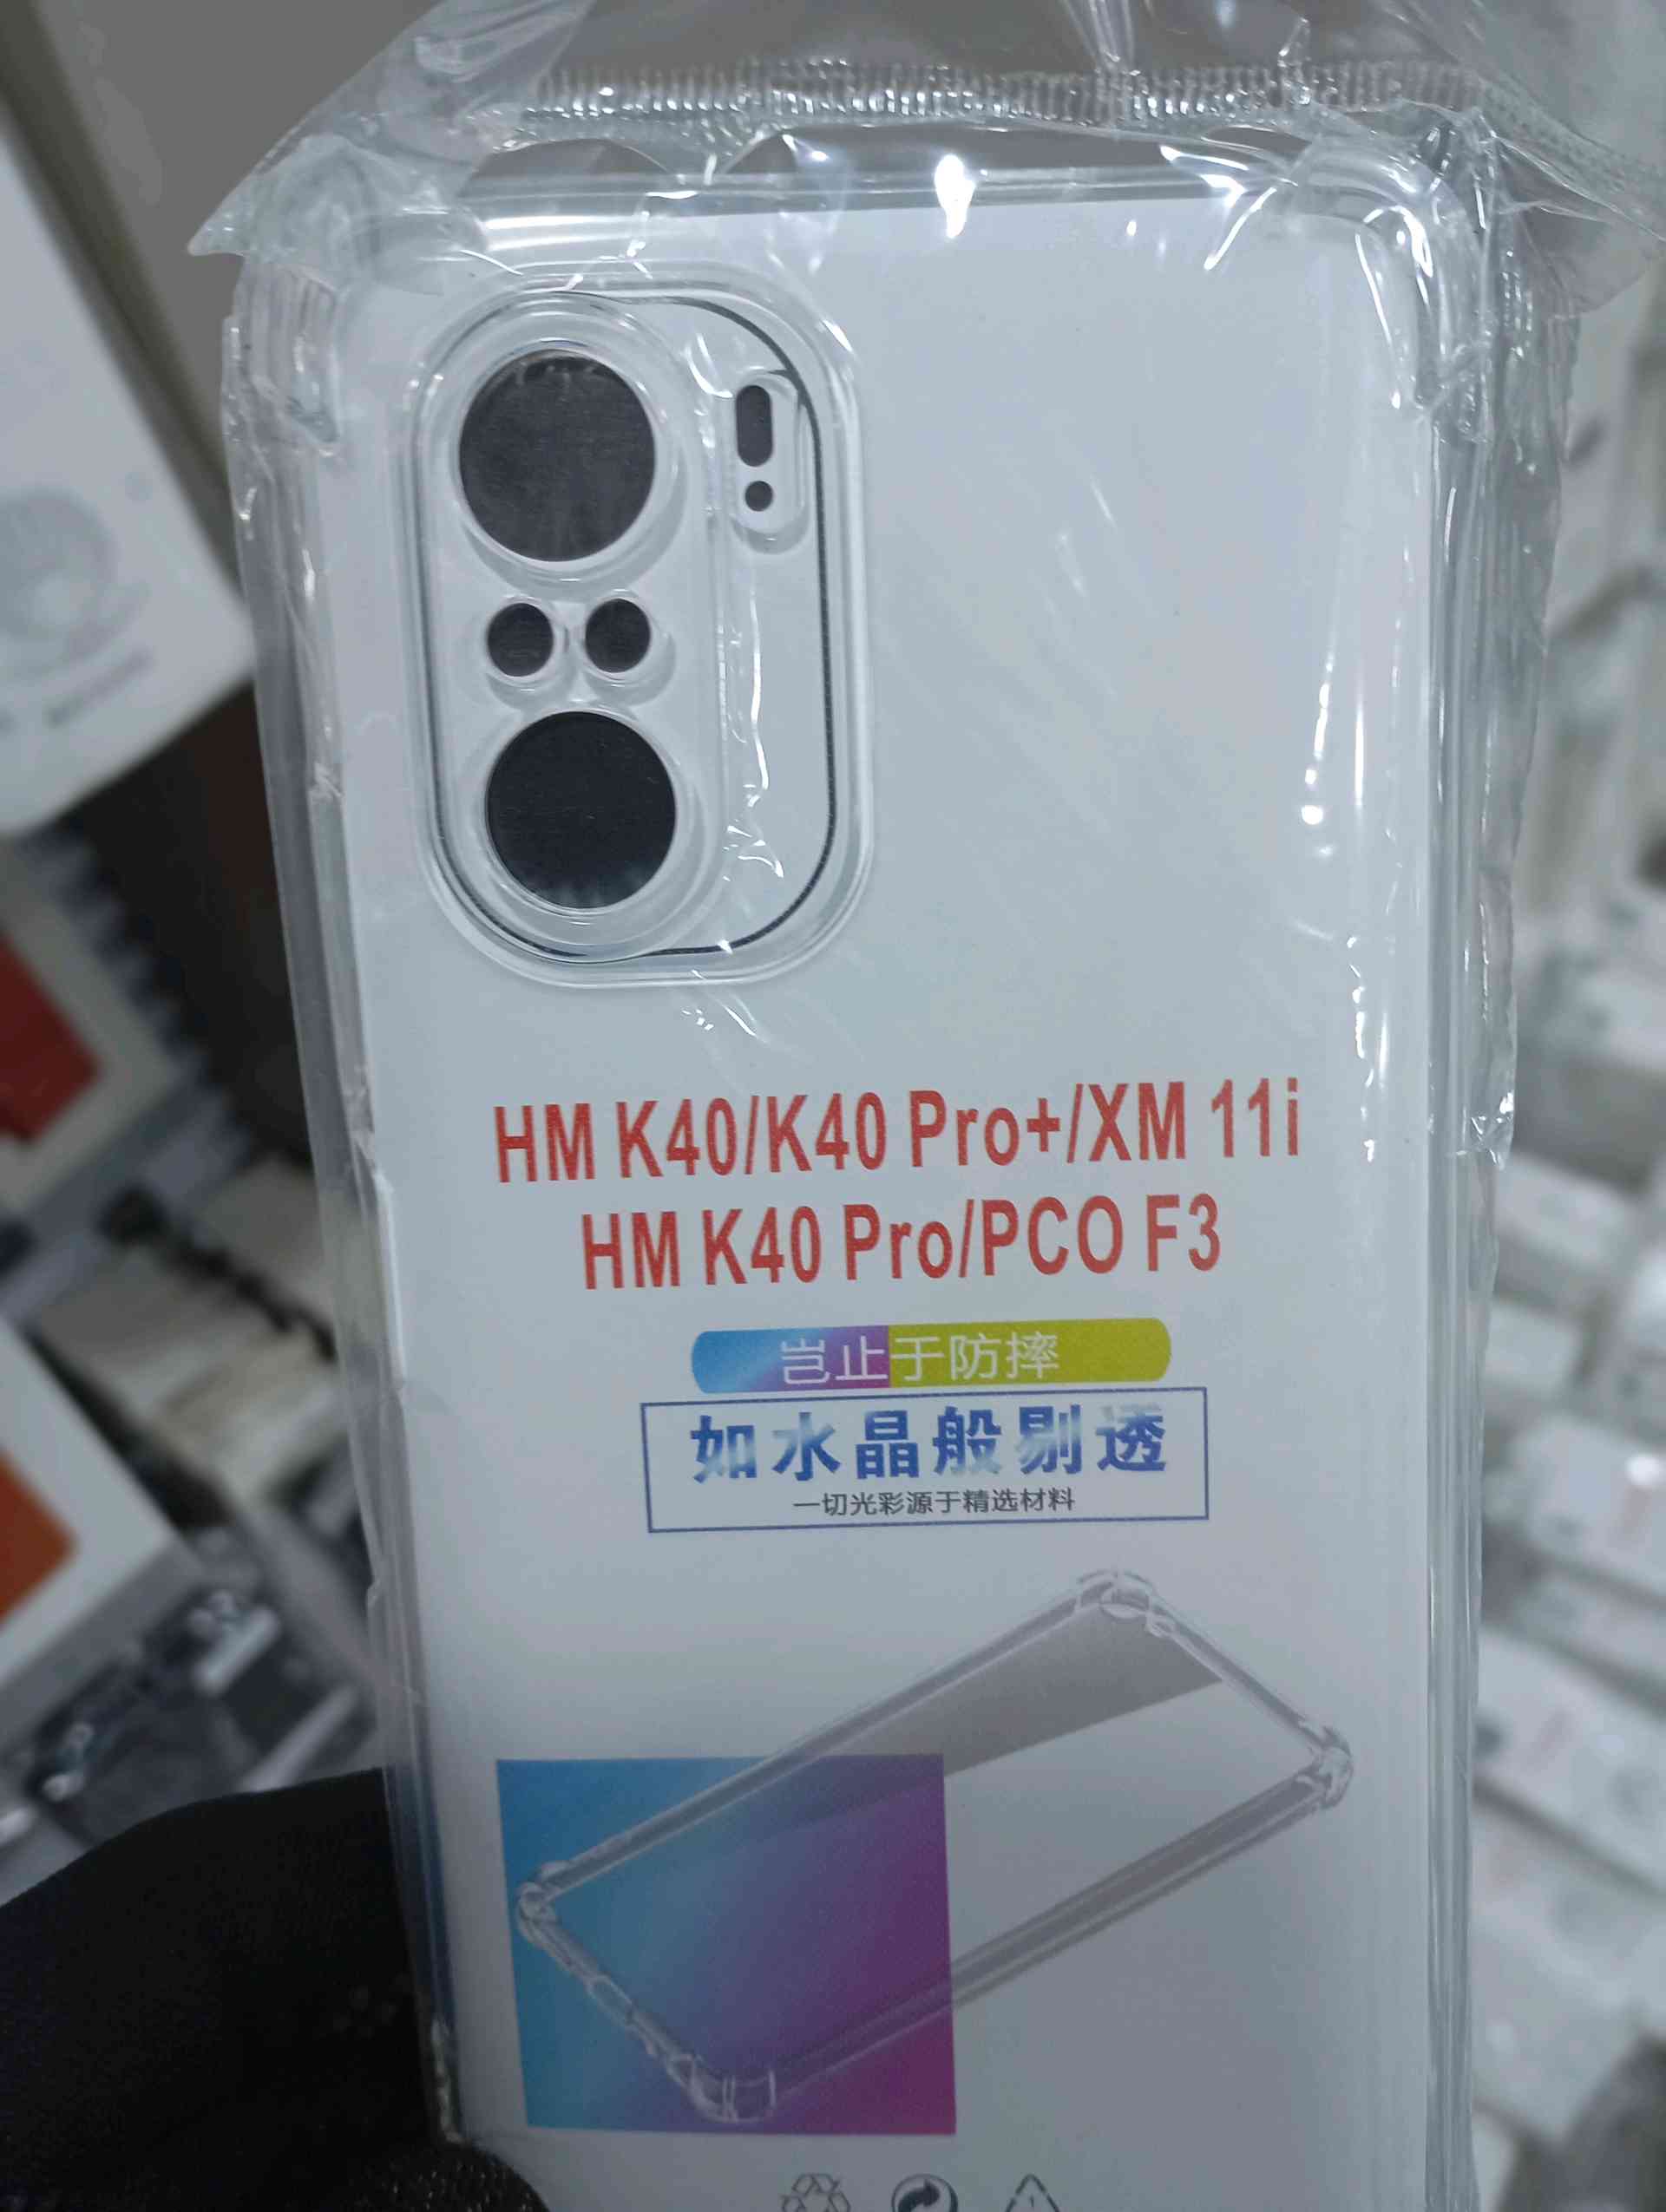 HM K40/K40 Pro+/XM 11i
HM K40 Pro/PCO F3
岂止于防摔
如水晶般剔透
一切光彩源于精选材料